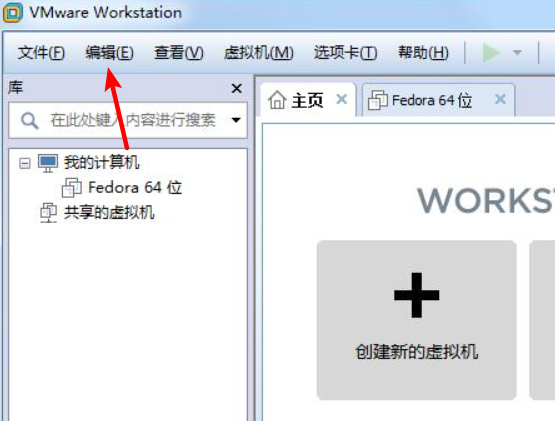 VMware Workstation
文件(F) 编辑(E) 查看(V) 虚拟机(M) 选项卡(T) 帮助(H)
库
在此处键入内容进行搜索
我的计算机
Fedora 64 位
共享的虚拟机
主页 Fedora 64 位
WORKST
创建新的虚拟机